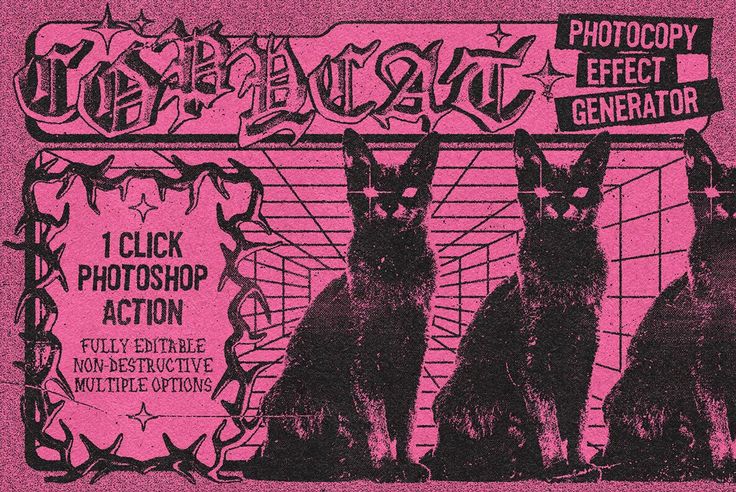 COPYCAT
PHOTOCOPY
EFFECT
GENERATOR
1 CLICK
PHOTOSHOP
ACTION
FULLY EDITABLE
NON-DESTRUCTIVE
MULTIPLE OPTIONS